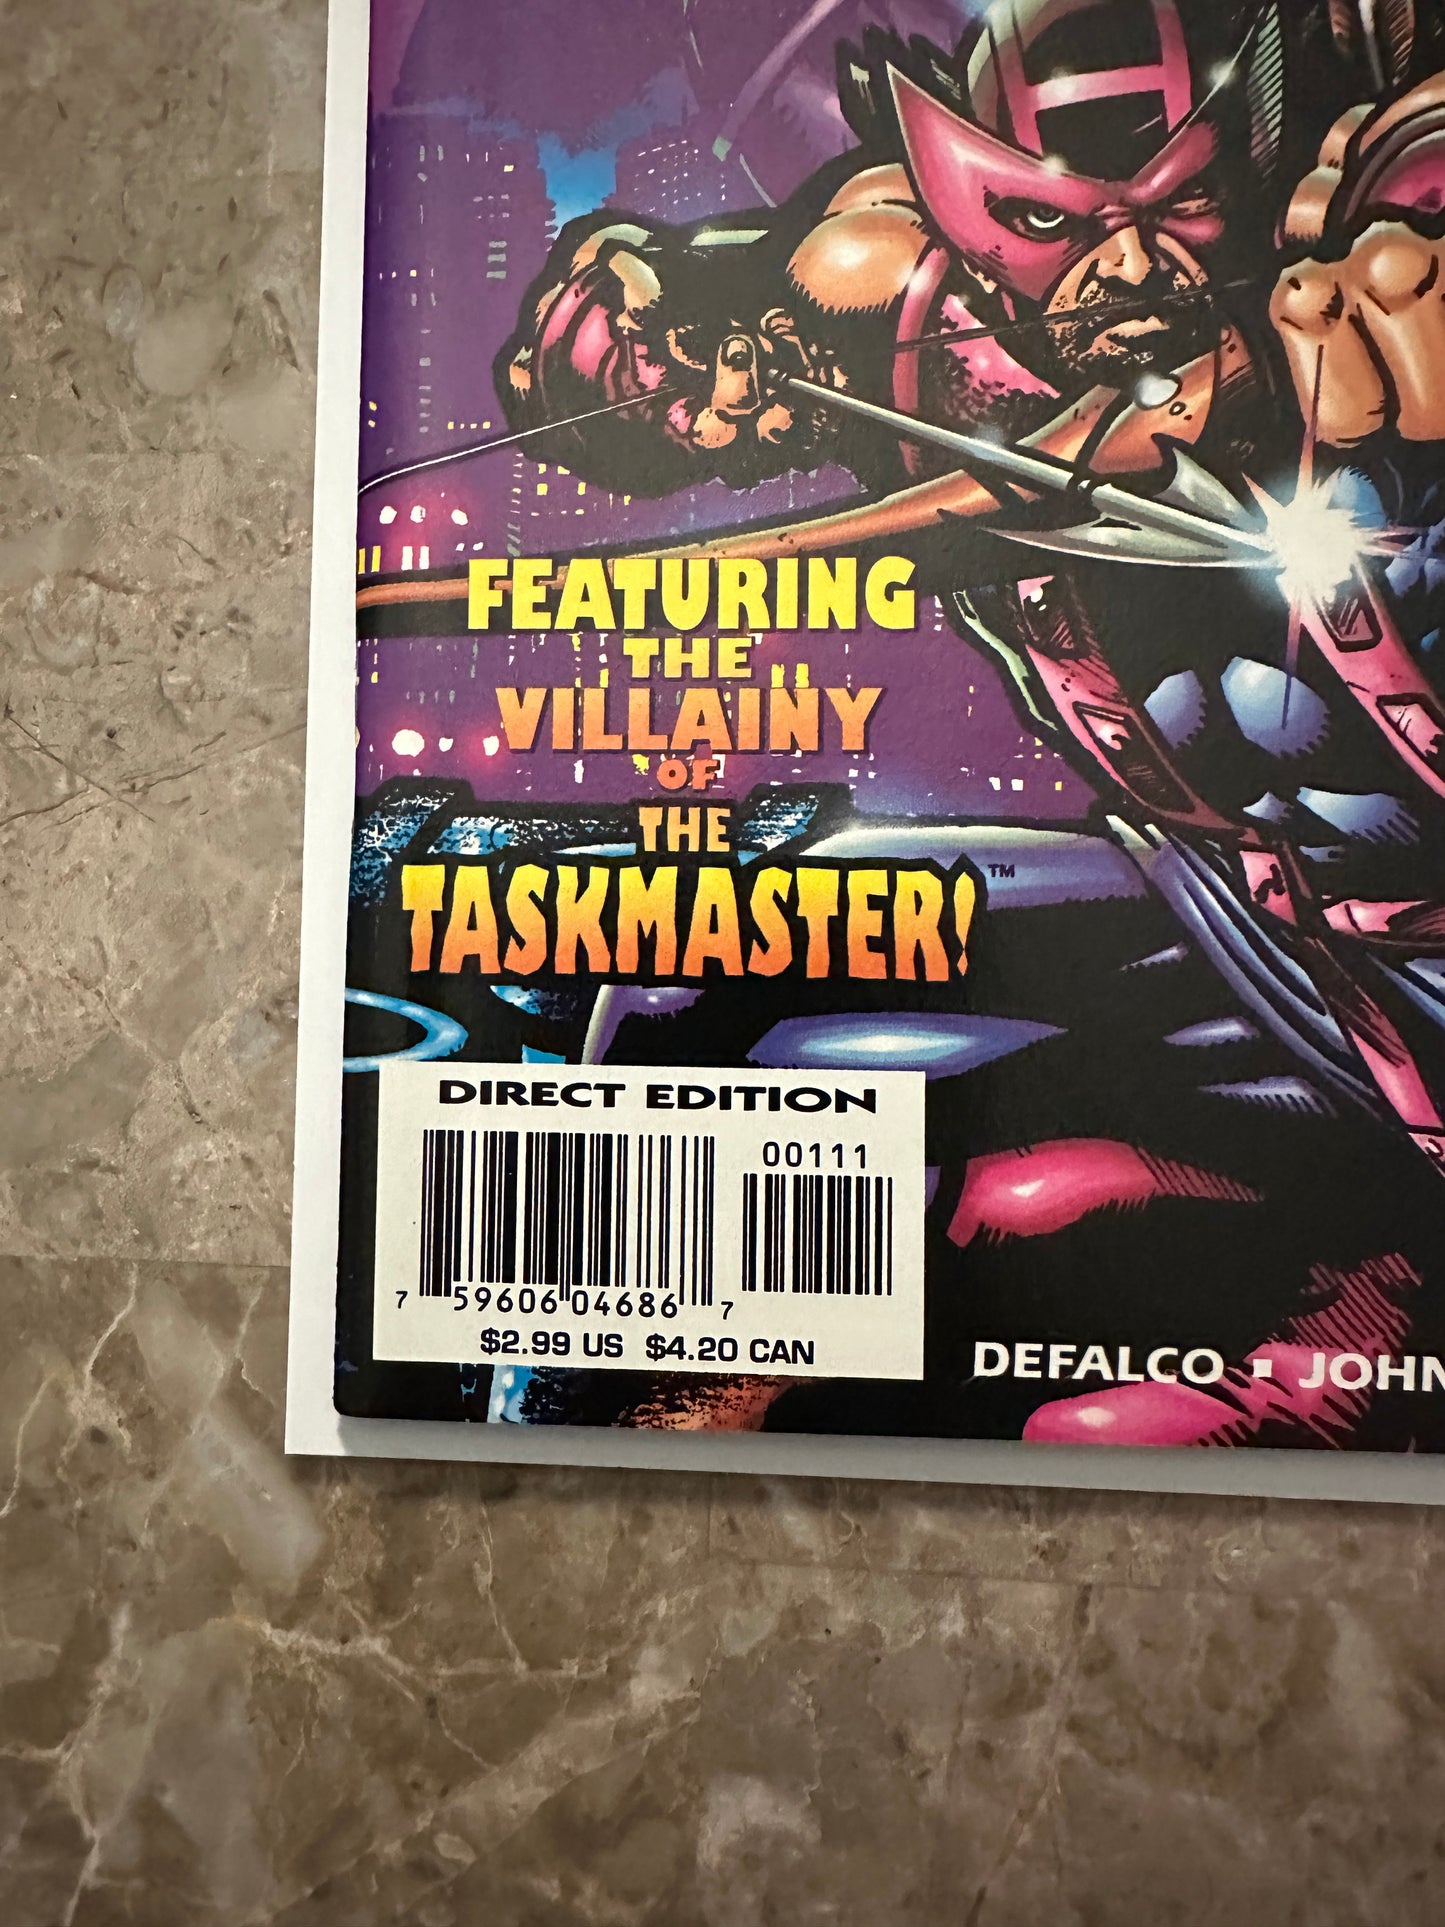 FEATURING
THE
VILLAINY
OF
THE
TASKMASTER!™
DIRECT EDITION
00111
7 59606 04686 7
$2.99 US $4.20 CAN
DEFALCO ▪ JOHN